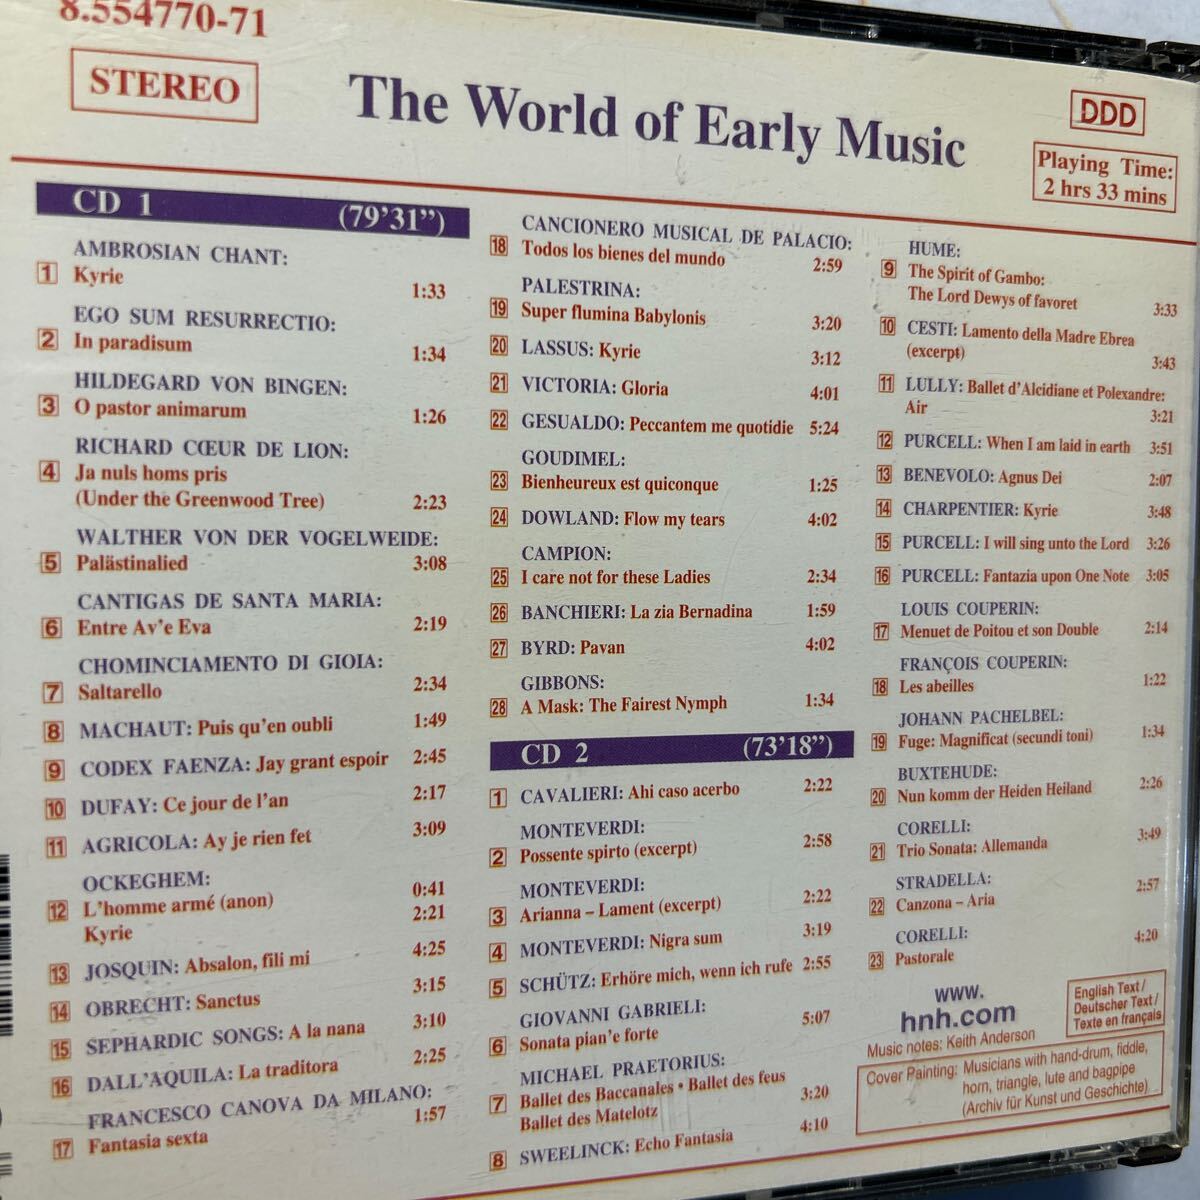 8.554770-71
STEREO
The World of Early Music
DDD
Playing Time:
2 hrs 33 mins
CD 1 (79'31")
AMBROSIAN CHANT:
1 Kyrie 1:33
EGO SUM RESURRECTIO:
2 In paradisum 1:34
HILDEGARD VON BINGEN:
3 O pastor animarum 1:26
RICHARD CŒUR DE LION:
4 Ja nuls homs pris
(Under the Greenwood Tree) 2:23
WALTHER VON DER VOGELWEIDE:
5 Palästinalied 3:08
CANTIGAS DE SANTA MARIA:
6 Entre Av'e Eva 2:19
CHOMINCIAMENTO DI GIOIA:
7 Saltarello 2:34
8 MACHAUT: Puis qu'en oubli 1:49
9 CODEX FAENZA: Jay grant espoir 2:45
10 DUFAY: Ce jour de l'an 2:17
11 AGRICOLA: Ay je rien fet 3:09
OCKEGHEM: 0:41
12 L'homme armé (anon) 2:21
Kyrie
13 JOSQUIN: Absalon, fili mi 4:25
14 OBRECHT: Sanctus 3:15
15 SEPHARDIC SONGS: A la nana 3:10
16 DALL'AQUILA: La traditora 2:25
FRANCESCO CANOVA DA MILANO:
17 Fantasia sexta 1:57
CANCIONERO MUSICAL DE PALACIO:
18 Todos los bienes del mundo 2:59
PALESTRINA:
19 Super flumina Babylonis 3:20
20 LASSUS: Kyrie 3:12
21 VICTORIA: Gloria 4:01
22 GESUALDO: Peccantem me quotidie 5:24
GOUDIMEL:
23 Bienheureux est quiconque 1:25
24 DOWLAND: Flow my tears 4:02
CAMPION:
25 I care not for these Ladies 2:34
26 BANCHIERI: La zia Bernadina 1:59
27 BYRD: Pavan 4:02
GIBBONS:
28 A Mask: The Fairest Nymph 1:34
CD 2 (73'18")
1 CAVALIERI: Ahi caso acerbo 2:22
MONTEVERDI:
2 Possente spirto (excerpt) 2:58
MONTEVERDI:
3 Arianna – Lament (excerpt) 2:22
4 MONTEVERDI: Nigra sum 3:19
5 SCHÜTZ: Erhöre mich, wenn ich rufe 2:55
GIOVANNI GABRIELI:
6 Sonata pian'e forte 5:07
MICHAEL PRAETORIUS:
7 Ballet des Baccanales • Ballet des feus
Ballet des Matelotz 3:20
8 SWEELINCK: Echo Fantasia 4:10
HUME:
9 The Spirit of Gambo:
The Lord Dewys of favoret 3:33
10 CESTI: Lamento della Madre Ebrea
(excerpt) 3:43
11 LULLY: Ballet d'Alcidiane et Polexandre:
Air 3:21
12 PURCELL: When I am laid in earth 3:51
13 BENEVOLO: Agnus Dei 2:07
14 CHARPENTIER: Kyrie 3:48
15 PURCELL: I will sing unto the Lord 3:26
16 PURCELL: Fantazia upon One Note 3:05
LOUIS COUPERIN:
17 Menuet de Poitou et son Double 2:14
FRANÇOIS COUPERIN:
18 Les abeilles 1:22
JOHANN PACHELBEL:
19 Fuge: Magnificat (secundi toni) 1:34
BUXTEHUDE:
20 Nun komm der Heiden Heiland 2:26
CORELLI:
21 Trio Sonata: Allemanda 3:49
STRADELLA:
22 Canzona – Aria 2:57
CORELLI:
23 Pastorale 4:20
www.
hnh.com
English Text /
Deutscher Text /
Texte en français
Music notes: Keith Anderson
Cover Painting: Musicians with hand-drum, fiddle,
horn, triangle, lute and bagpipe
(Archiv für Kunst und Geschichte)